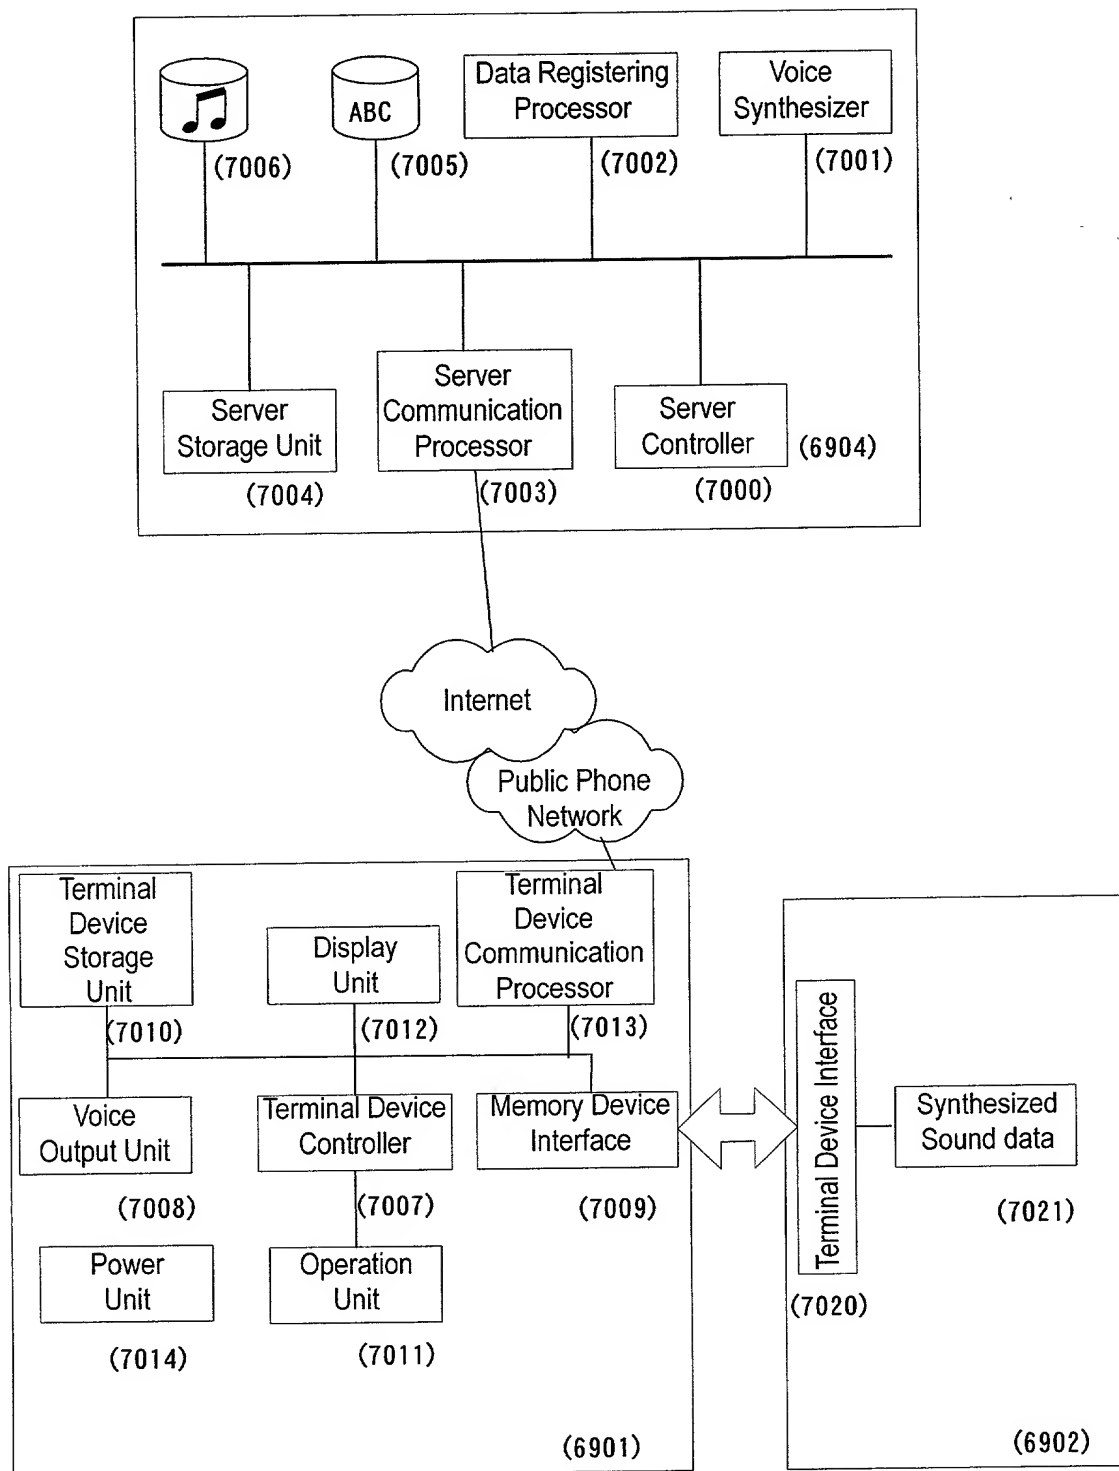 ABC
Data Registering
Processor
Voice
Synthesizer
(7006)
(7005)
(7002)
(7001)
Server
Storage Unit
(7004)
Server
Communication
Processor
(7003)
Server
Controller
(7000)
(6904)
Internet
Public Phone
Network
Terminal
Device
Storage
Unit
(7010)
Display
Unit
(7012)
Terminal
Device
Communication
Processor
(7013)
Voice
Output Unit
(7008)
Terminal Device
Controller
(7007)
Memory Device
Interface
(7009)
Power
Unit
(7014)
Operation
Unit
(7011)
(6901)
Terminal Device Interface
(7020)
Synthesized
Sound data
(7021)
(6902)